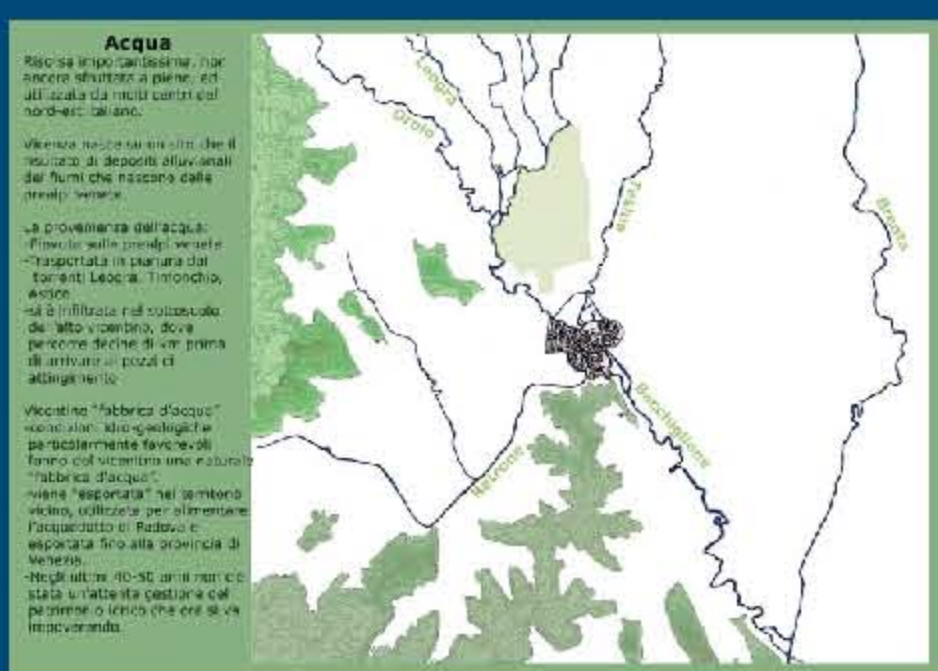 Acqua
Risorsa importantissima, non
ancora sfruttata a pieno, ed
utilizzata da molti centri del
nord-est italiano.
Vicenza nasce su un sito che il
risultato di depositi alluvionali
dei fiumi che nascono dalle
prealpi venete.
La provenienza dell'acqua:
-Piovuta sulle prealpi venete
-Trasportata in pianura dai
torrenti Leogra, Timonchio,
-si è infiltrata nel sottosuolo
dell'alto vicentino, dove
percorre decine di km prima
di arrivare ai pozzi di
attingimento
Vicentino "fabbrica d'acqua"
-condizioni idro-geologiche
particolarmente favorevoli
fanno del vicentino una naturale
"fabbrica d'acqua".
-viene "esportata" nel territorio
vicino, utilizzata per alimentare
l'acquedotto di Padova e
esportata fino alla provincia di
Venezia.
-Negli ultimi 40-50 anni non c'è
stata un'attenta gestione del
patrimonio idrico che ora si va
impoverendo.
Leogra
Orolo
Tesina
Brenta
Bacchiglione
Retrone